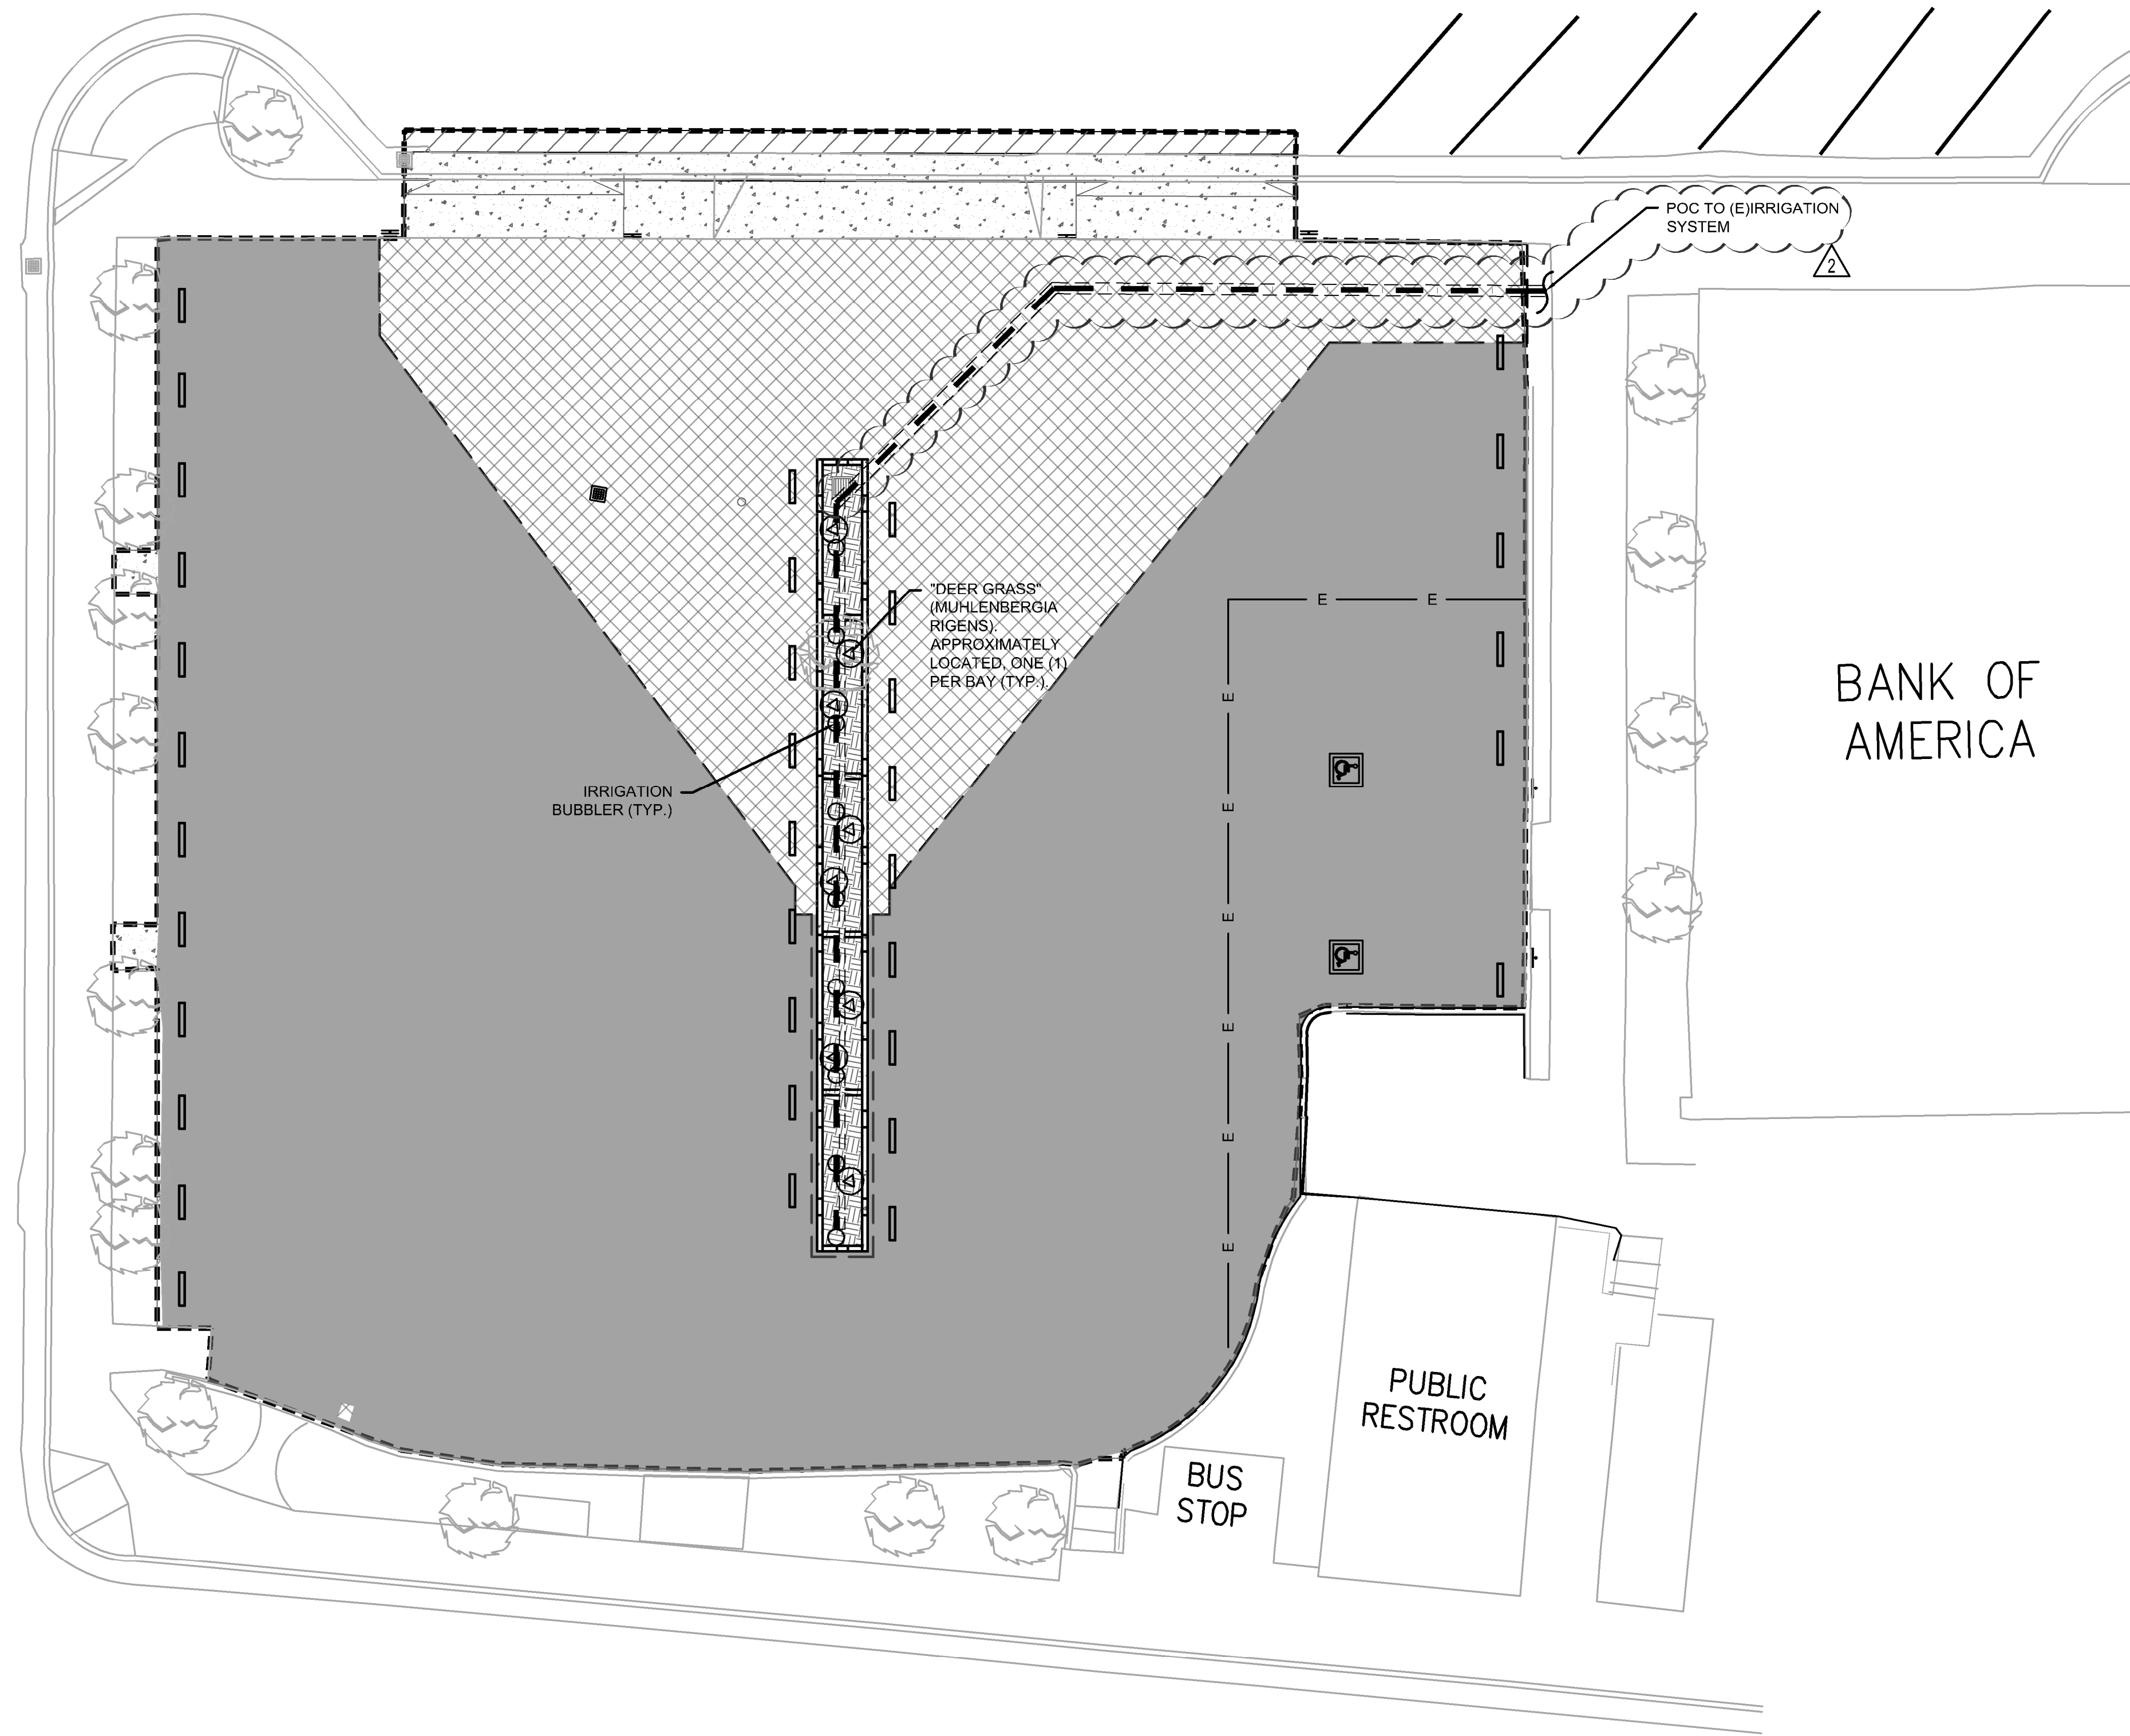 POC TO (E)IRRIGATION
SYSTEM
2
"DEER GRASS"
(MUHLENBERGIA
RIGENS).
APPROXIMATELY
LOCATED, ONE (1)
PER BAY (TYP.).
E E
E
BANK OF
AMERICA
IRRIGATION
BUBBLER (TYP.)
E
E
E
E
E
PUBLIC
RESTROOM
BUS
STOP